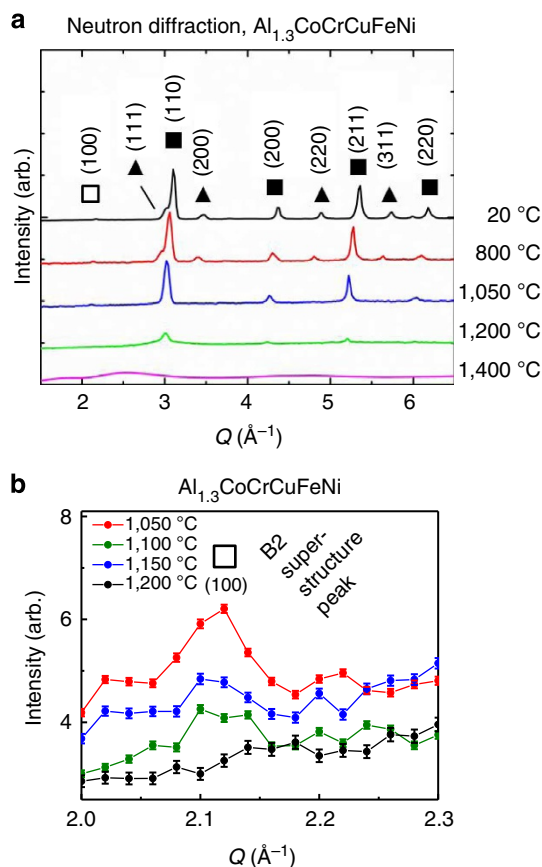 a
Neutron diffraction, Al1.3CoCrCuFeNi
Intensity (arb.)
(100)
(111)
(110)
(200)
(200)
(220)
(211)
(311)
(220)
20 °C
800 °C
1,050 °C
1,200 °C
1,400 °C
2 3 4 5 6
Q (Å–1)
b
Al1.3CoCrCuFeNi
Intensity (arb.)
8
6
4
1,050 °C
1,100 °C
1,150 °C
1,200 °C
(100)
B2
super-
structure
peak
2.0 2.1 2.2 2.3
Q (Å–1)